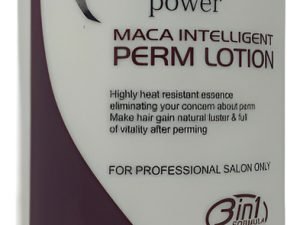 power
MACA INTELLIGENT
PERM LOTION
Highly heat resistant essence
eliminating your concern about perm
Make hair gain natural luster & full
of vitality after perming
FOR PROFESSIONAL SALON ONLY
3in1
FORMULA